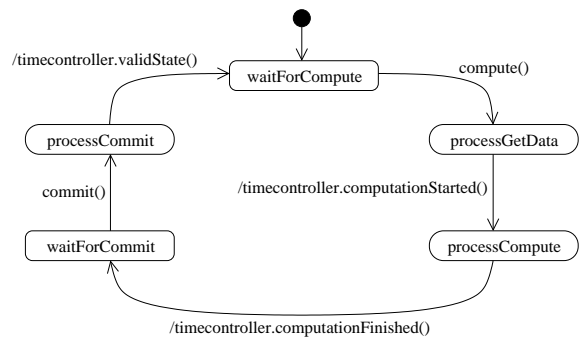 /timecontroller.validState()
waitForCompute
compute()
processCommit
processGetData
commit()
/timecontroller.computationStarted()
waitForCommit
processCompute
/timecontroller.computationFinished()